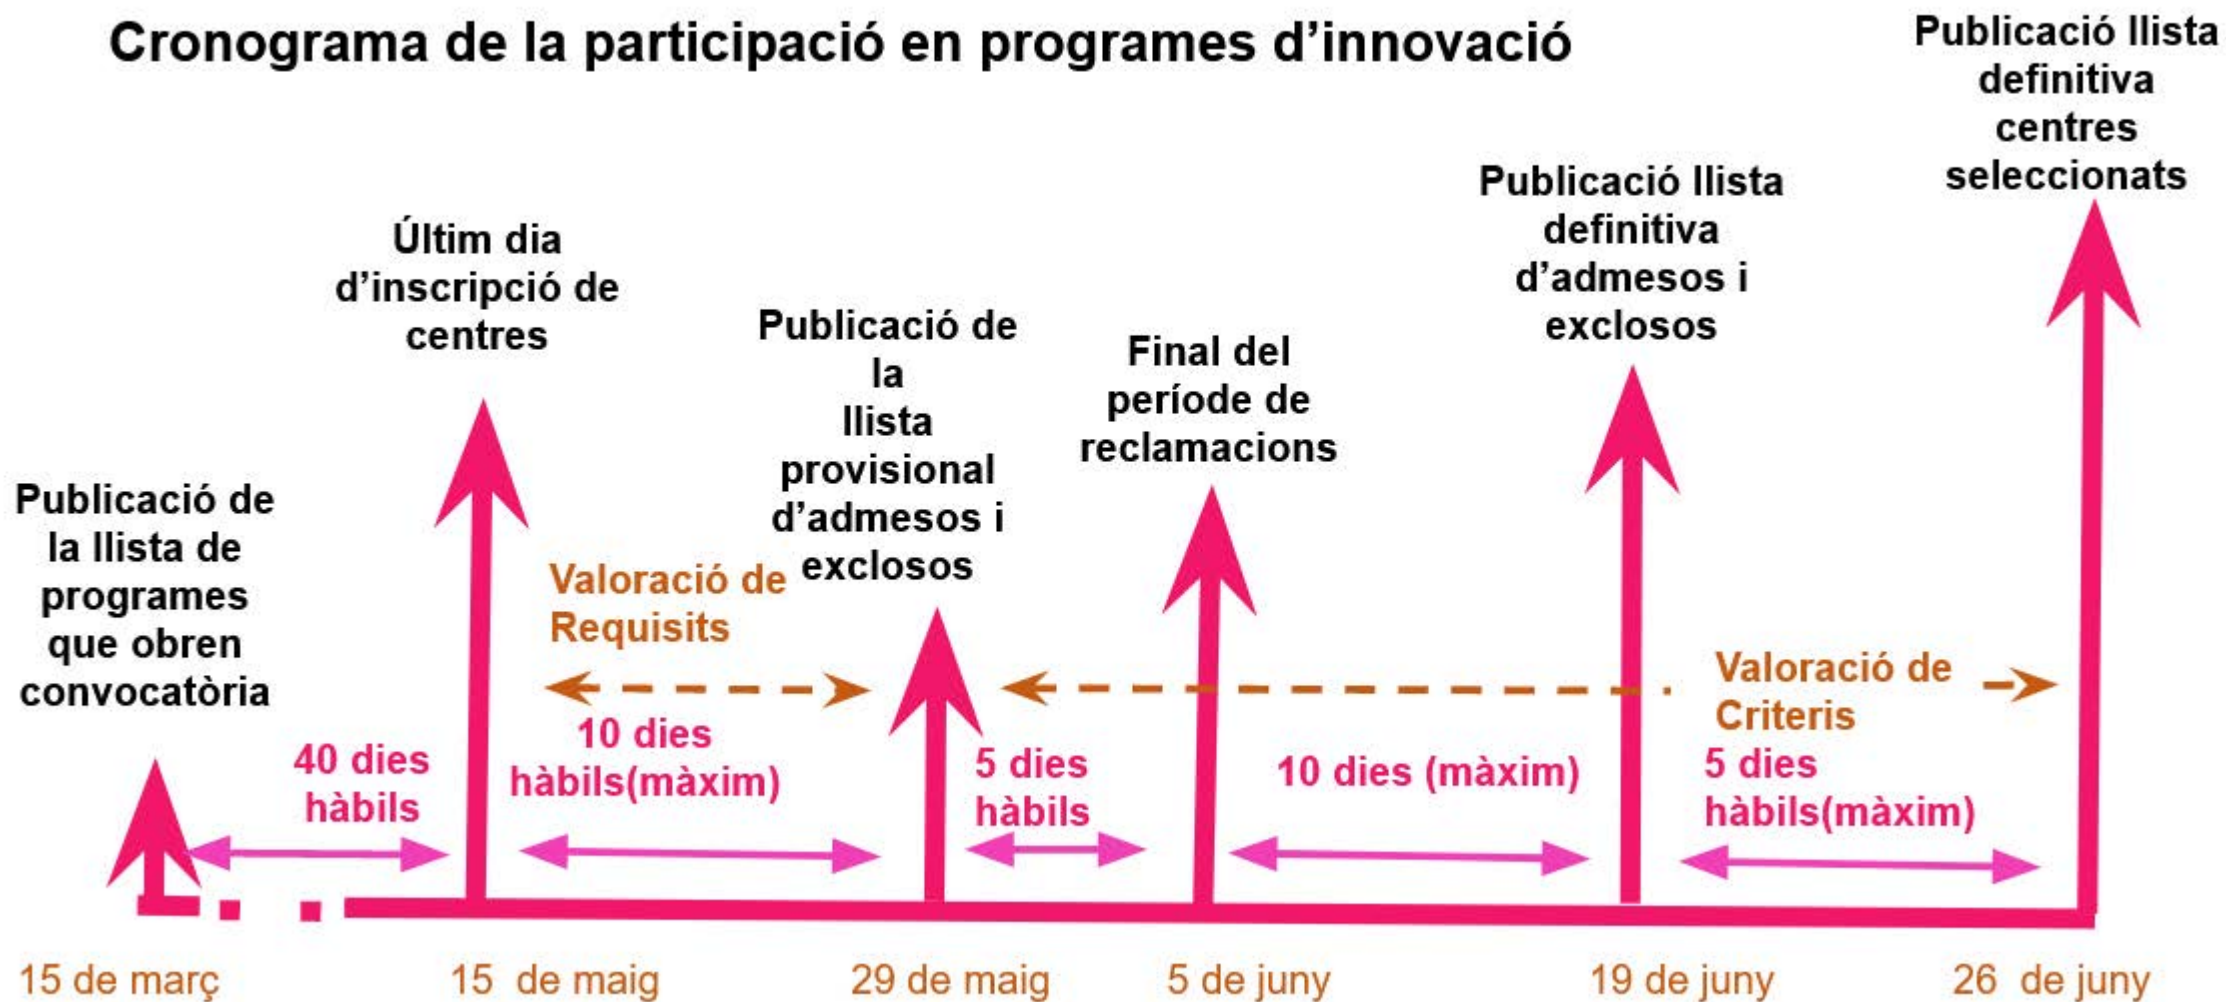 Cronograma de la participació en programes d’innovació
Publicació de
la llista de
programes
que obren
convocatòria
40 dies
hàbils
Últim dia
d’inscripció de
centres
Valoració de
Requisits
10 dies
hàbils(màxim)
Publicació de
la
llista
provisional
d’admesos i
exclosos
5 dies
hàbils
Final del
període de
reclamacions
10 dies (màxim)
Publicació llista
definitiva
d’admesos i
exclosos
Valoració de
Criteris
5 dies
hàbils(màxim)
Publicació llista
definitiva
centres
seleccionats
15 de març
15 de maig
29 de maig
5 de juny
19 de juny
26 de juny